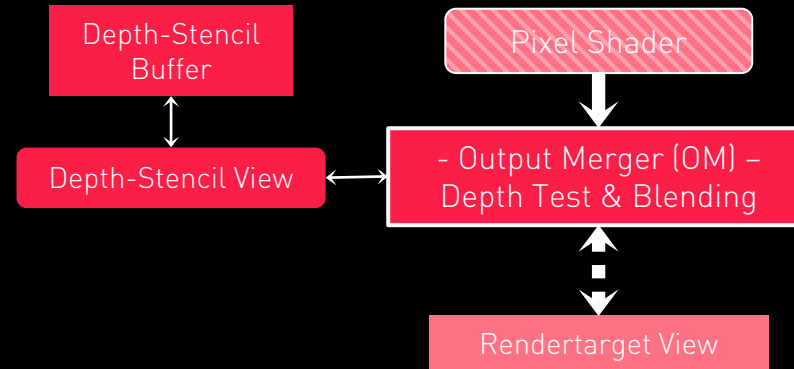 Depth-Stencil
Buffer
Pixel Shader
Depth-Stencil View
- Output Merger (OM) –
Depth Test & Blending
Rendertarget View